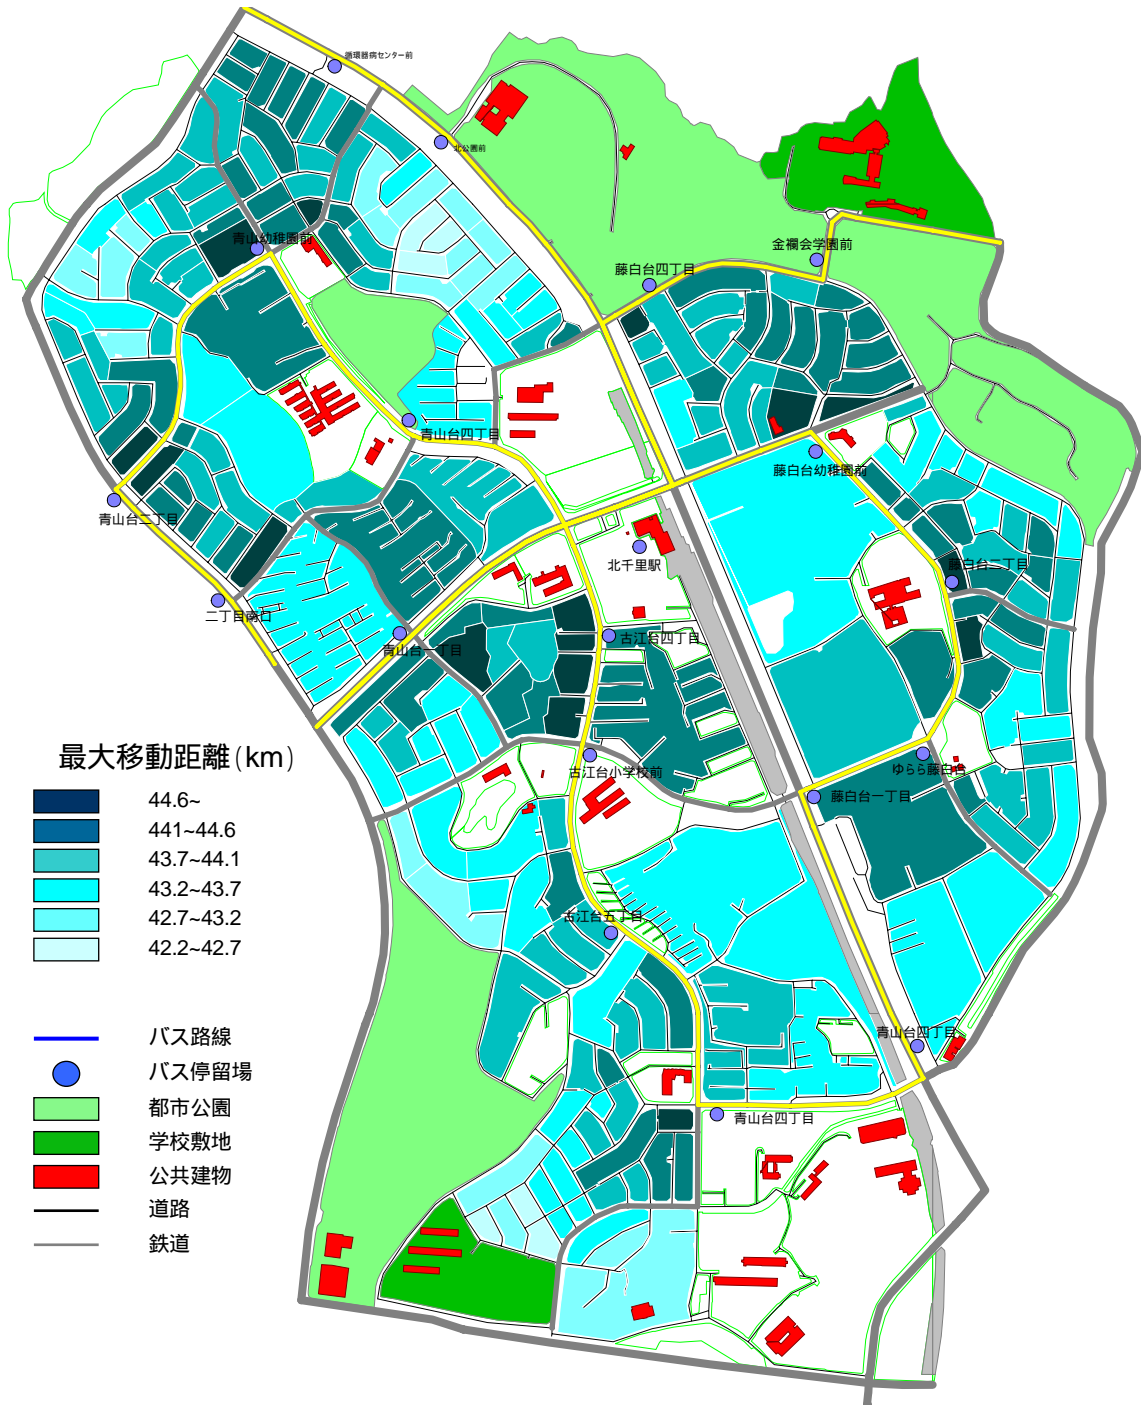 循環器病センター前
北公園前
青山幼稚園前
金襴会学園前
藤白台四丁目
青山台四丁目
藤白台幼稚園前
青山台二丁目
北千里駅
藤白台二丁目
二丁目南口
古江台四丁目
青山台一丁目
最大移動距離(km)
古江台小学校前
ゆらら藤白台
藤白台一丁目
44.6~
441~44.6
43.7~44.1
43.2~43.7
42.7~43.2
42.2~42.7
古江台五丁目
バス路線
青山台四丁目
バス停留場
都市公園
青山台四丁目
学校敷地
公共建物
道路
鉄道